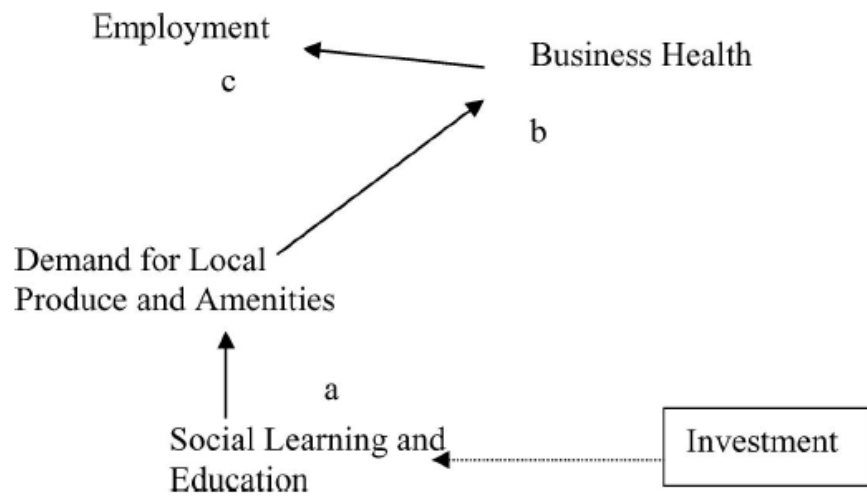 Employment
Business Health
c
b
Demand for Local
Produce and Amenities
a
Social Learning and
Education
Investment